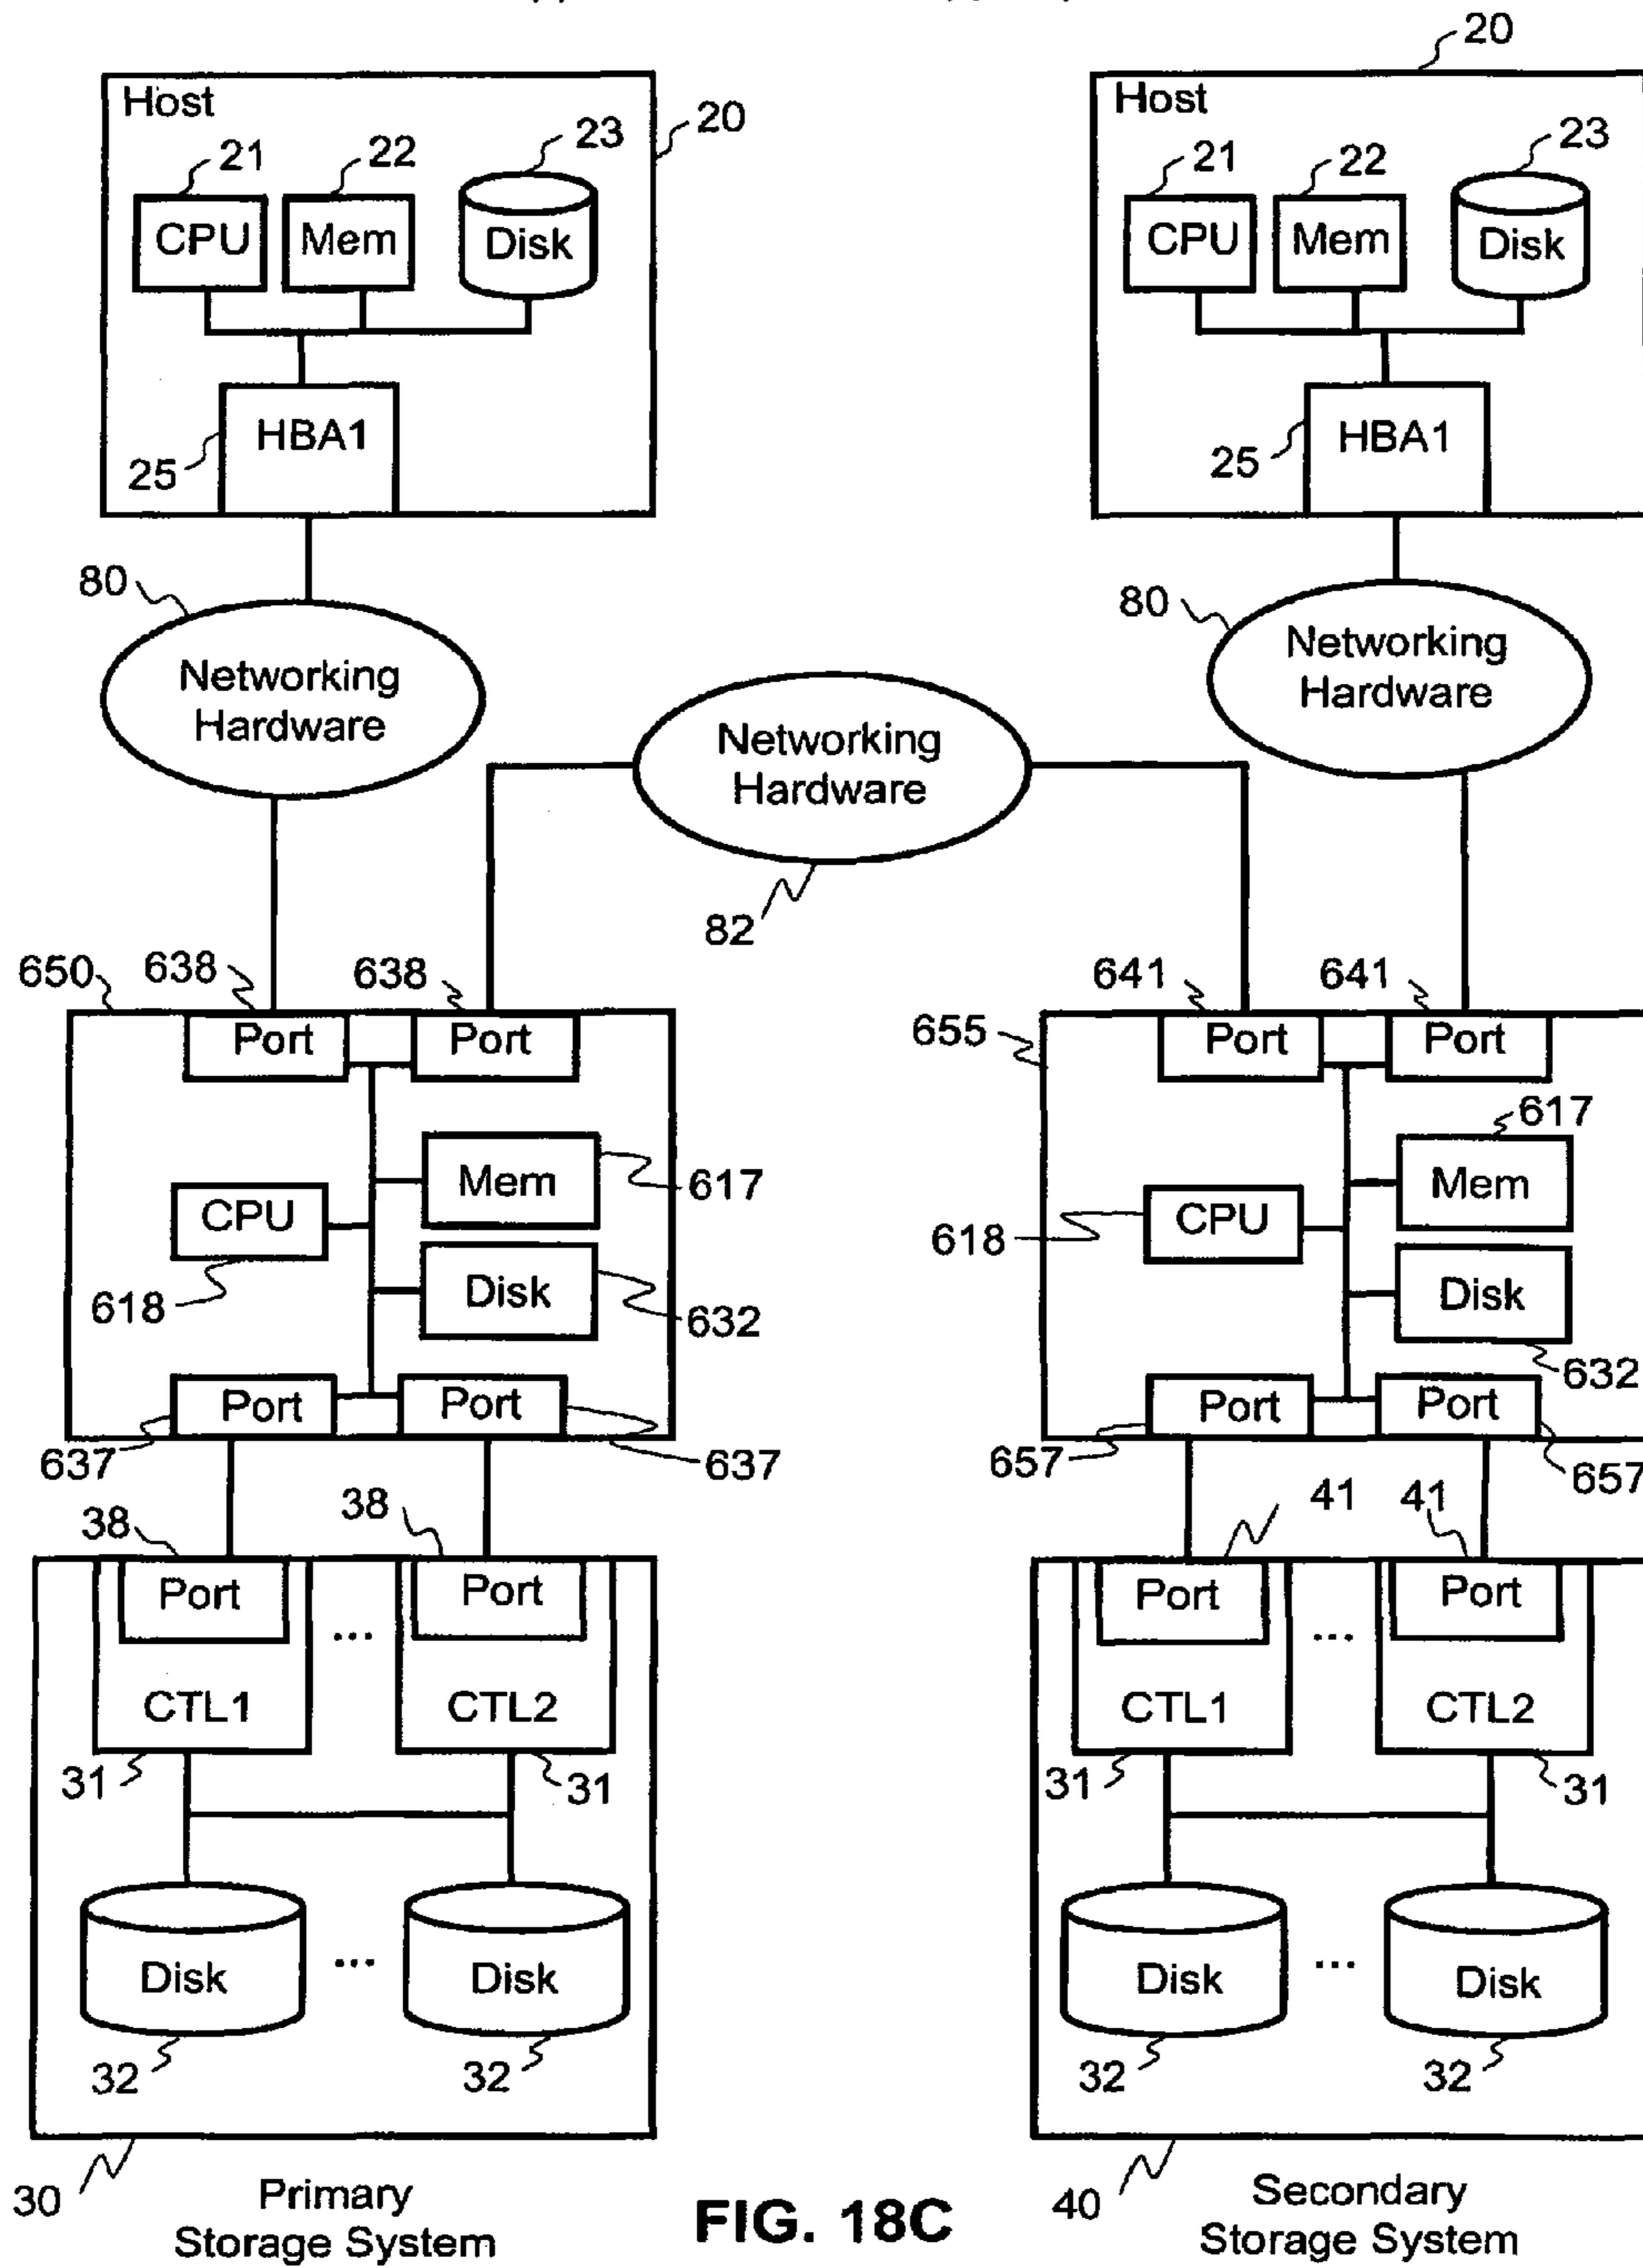 20
Host
20
21
22
23
CPU
Mem
Disk
HBA1
25
Host
21
22
23
CPU
Mem
Disk
HBA1
25
80
Networking
Hardware
80
Networking
Hardware
Networking
Hardware
82
650
638
638
Port
Port
Mem
617
CPU
618
Disk
632
Port
Port
637
637
655
641
641
Port
Port
617
Mem
CPU
618
Disk
632
Port
Port
657
657
38
38
Port
Port
...
CTL1
CTL2
31
31
Disk
...
Disk
32
32
30
Primary
Storage System
41
41
Port
Port
...
CTL1
CTL2
31
31
Disk
...
Disk
32
32
40
Secondary
Storage System
FIG. 18C